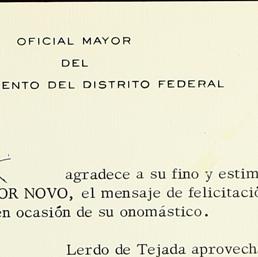 OFICIAL MAYOR
DEL
ENTO DEL DISTRITO FEDERAL
agradece a su fino y estim
OR NOVO, el mensaje de felicitació
en ocasión de su onomástico.
Lerdo de Tejada aprovech